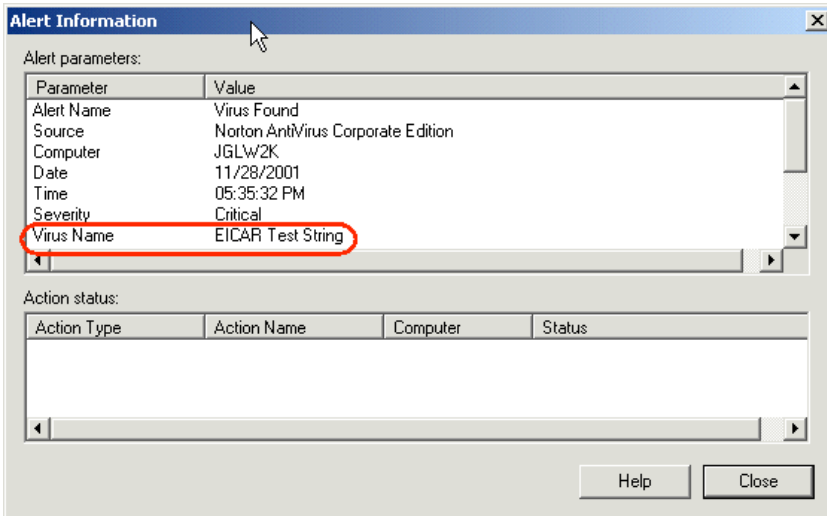 Alert Information
Alert parameters:
Parameter Value
Alert Name Virus Found
Source Norton AntiVirus Corporate Edition
Computer JGLW2K
Date 11/28/2001
Time 05:35:32 PM
Severity Critical
Virus Name EICAR Test String
Action status:
Action Type Action Name Computer Status
Help Close